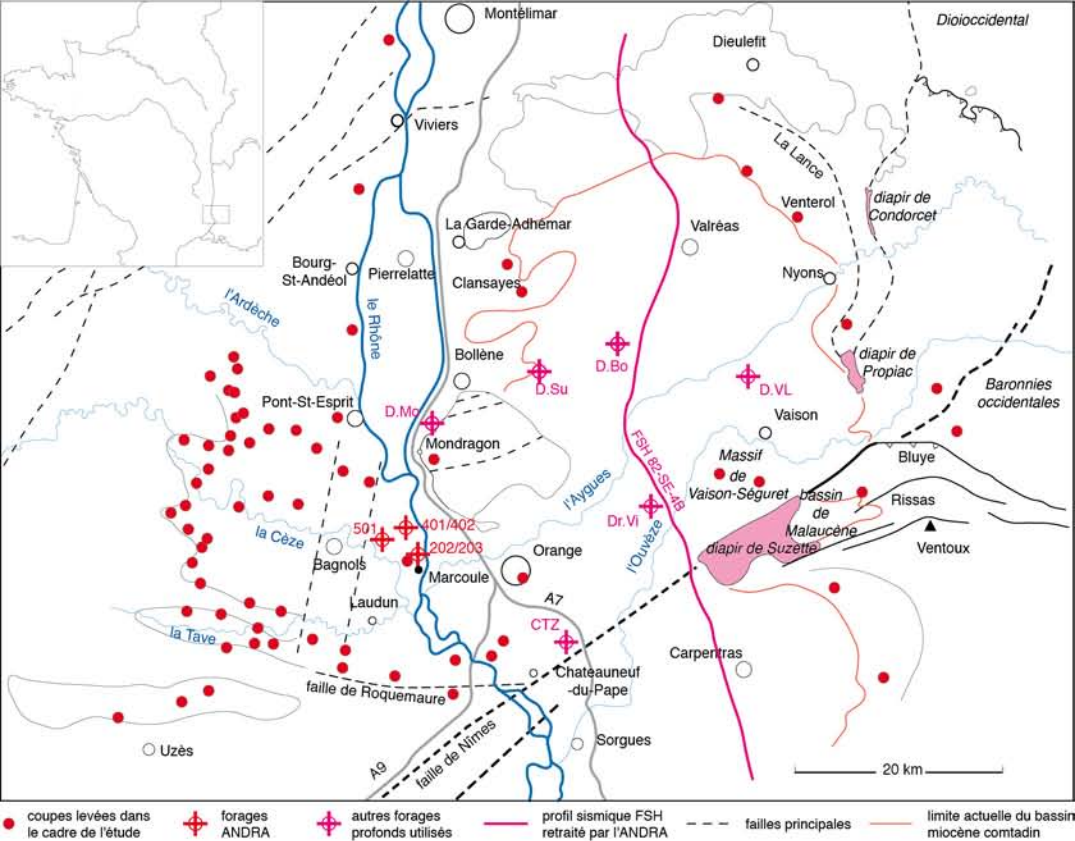 Montélimar
Dioioccidental
Dieulefit
Viviers
La Lance
diapir de
Condorcet
Venterol
La Garde-Adhémar
Valréas
Bourg-
St-Andéol
Pierrelatte
Clansayes
Nyons
l'Ardèche
le Rhône
Bollène
D.Bo
D.Su
D.VL
diapir de
Propiac
Baronnies
occidentales
Pont-St-Esprit
D.Mo
Mondragon
Vaison
FSH 82-SE-4B
Massif
de
Vaison-Séguret
Bluye
bassin
de
Malaucène
Rissas
l'Aygues
Dr.Vi
l'Ouvèze
diapir de Suzette
Ventoux
501
401/402
202/203
la Cèze
Bagnols
Marcoule
Orange
Laudun
A7
la Tave
CTZ
Carpentras
Chateauneuf
-du-Pape
faille de Roquemaure
faille de Nîmes
Sorgues
Uzès
A9
20 km
coupes levées dans
le cadre de l'étude
forages
ANDRA
autres forages
profonds utilisés
profil sismique FSH
retraité par l'ANDRA
failles principales
limite actuelle du bassin
miocène comtadin